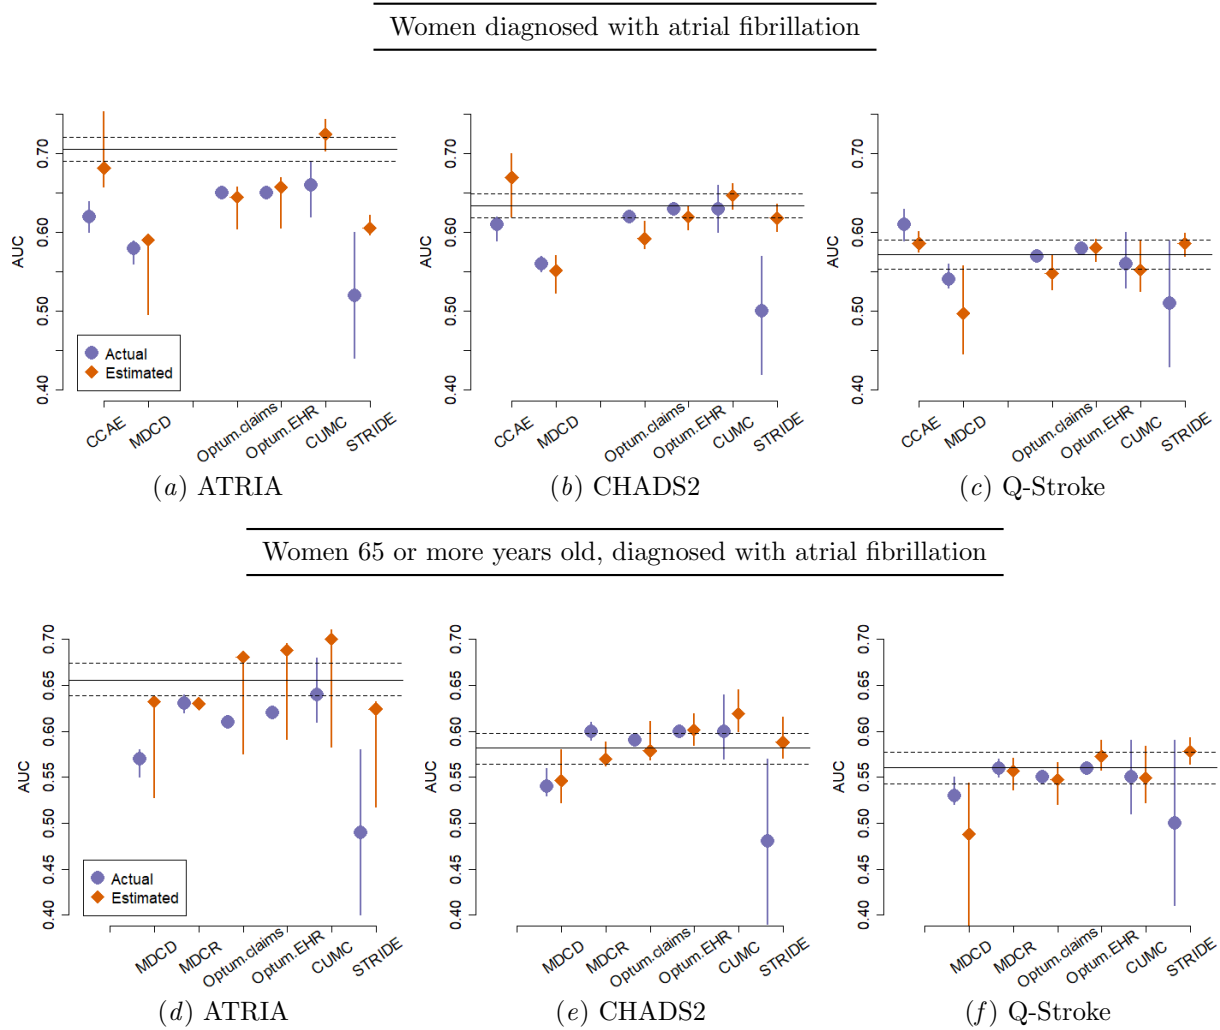 Women diagnosed with atrial fibrillation
AUC
0.40 0.50 0.60 0.70
Actual
Estimated
CCAE MDCD Optum.claims Optum.EHR CUMC STRIDE
(a) ATRIA
AUC
0.40 0.50 0.60 0.70
CCAE MDCD Optum.claims Optum.EHR CUMC STRIDE
(b) CHADS2
AUC
0.40 0.50 0.60 0.70
CCAE MDCD Optum.claims Optum.EHR CUMC STRIDE
(c) Q-Stroke
Women 65 or more years old, diagnosed with atrial fibrillation
AUC
0.40 0.45 0.50 0.55 0.60 0.65 0.70
Actual
Estimated
MDCD MDCR Optum.claims Optum.EHR CUMC STRIDE
(d) ATRIA
AUC
0.40 0.45 0.50 0.55 0.60 0.65 0.70
MDCD MDCR Optum.claims Optum.EHR CUMC STRIDE
(e) CHADS2
AUC
0.40 0.45 0.50 0.55 0.60 0.65 0.70
MDCD MDCR Optum.claims Optum.EHR CUMC STRIDE
(f) Q-Stroke